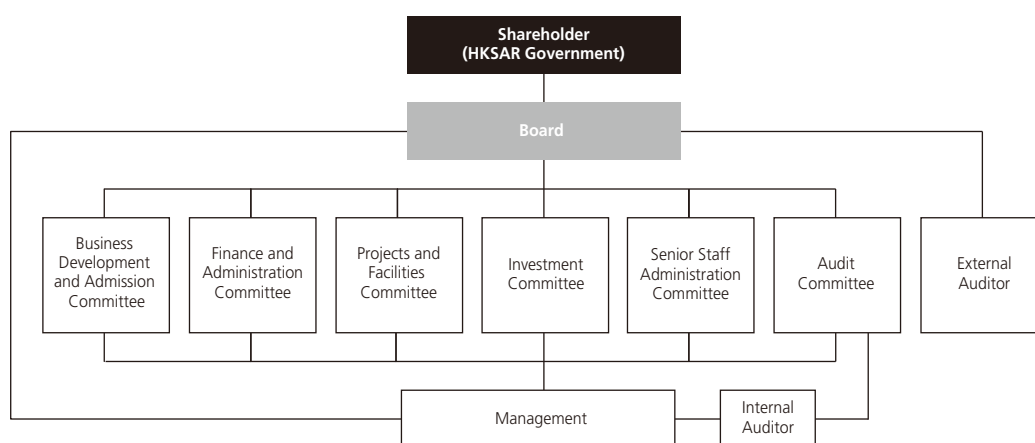 Shareholder
(HKSAR Government)
Board
Business
Development
and Admission
Committee
Finance and
Administration
Committee
Projects and
Facilities
Committee
Investment
Committee
Senior Staff
Administration
Committee
Audit
Committee
External
Auditor
Management
Internal
Auditor